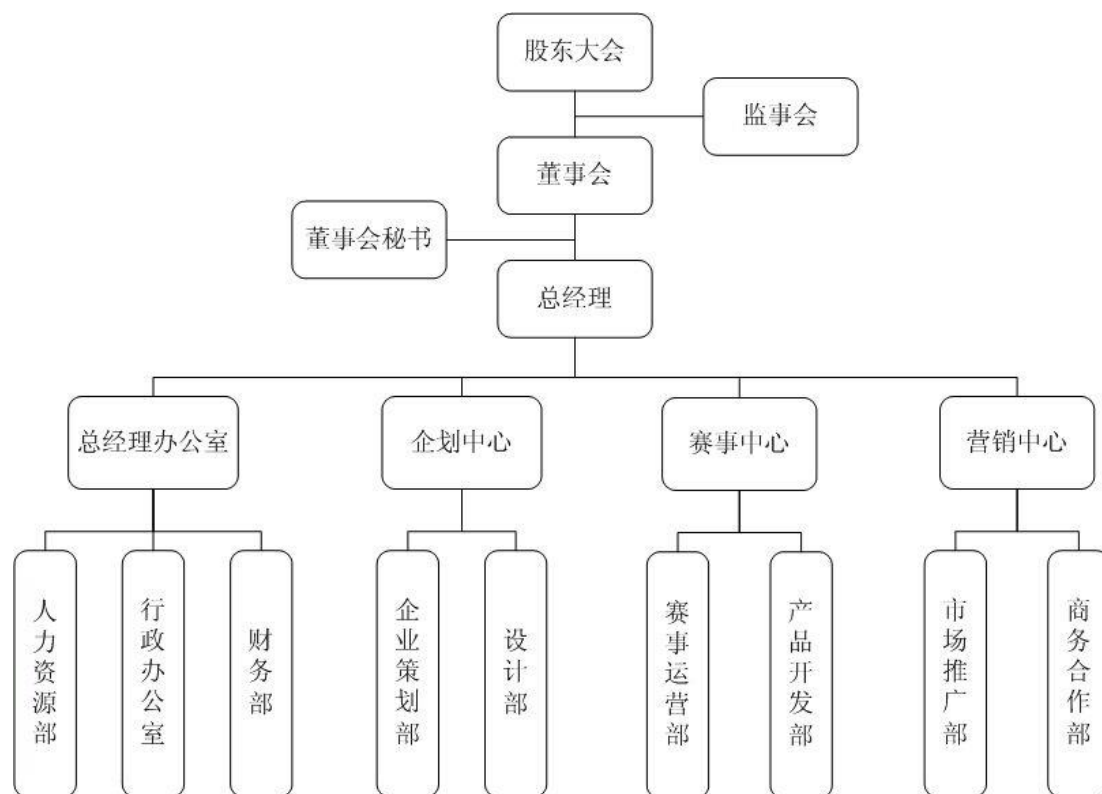 股东大会
监事会
董事会
董事会秘书
总经理
总经理办公室
企划中心
赛事中心
营销中心
人力资源部
行政办公室
财务部
企业策划部
设计部
赛事运营部
产品开发部
市场推广部
商务合作部